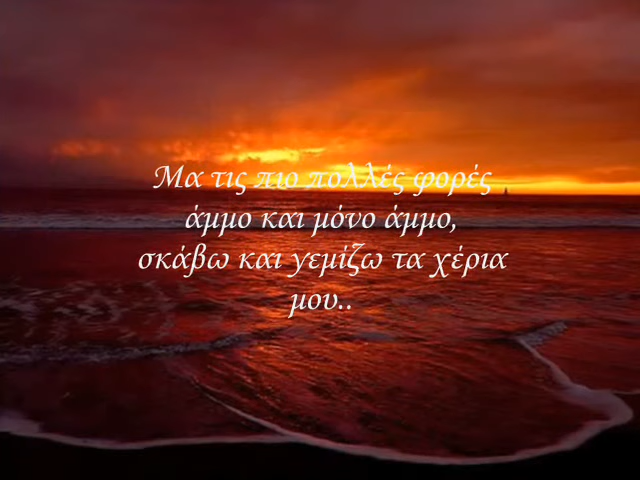 Μα τις πιο πολλές φορές
άμμο και μόνο άμμο,
σκάβω και γεμίζω τα χέρια
μου..